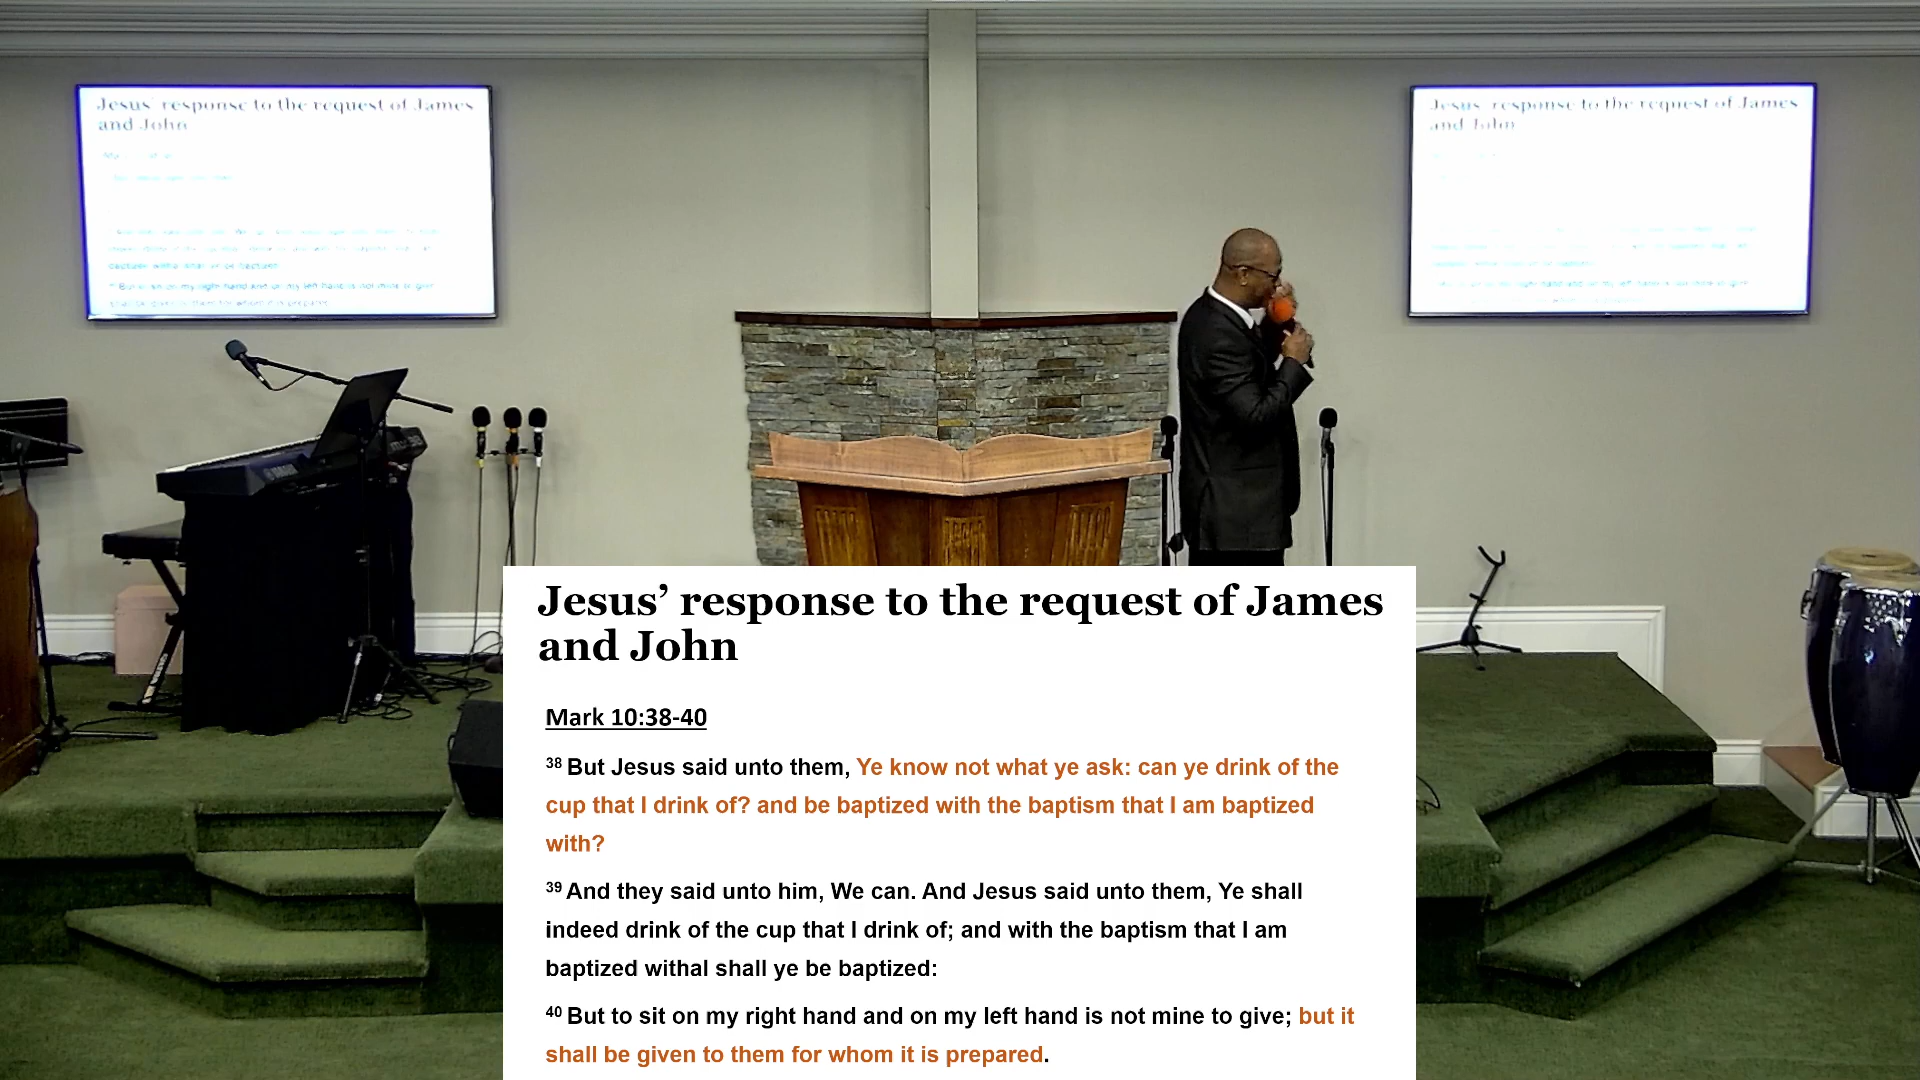 Jesus’ response to the request of James
and John
Jesus’ response to the request of James
and John
YAMAHA
Jesus’ response to the request of James
and John
Mark 10:38-40
38 But Jesus said unto them, Ye know not what ye ask: can ye drink of the
cup that I drink of? and be baptized with the baptism that I am baptized
with?
39 And they said unto him, We can. And Jesus said unto them, Ye shall
indeed drink of the cup that I drink of; and with the baptism that I am
baptized withal shall ye be baptized:
40 But to sit on my right hand and on my left hand is not mine to give; but it
shall be given to them for whom it is prepared.